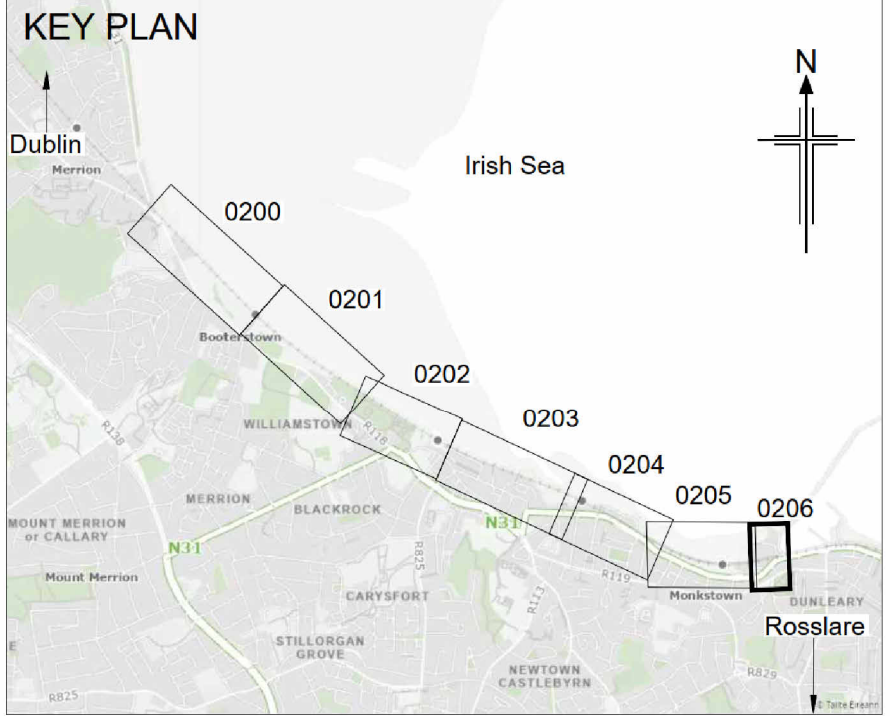 KEY PLAN
31
N
Dublin
Merrion
Irish Sea
0200
0201
Booterstown
0202
0203
WILLIAMSTOWN
R118
R138
0204
0205
0206
MERRION
BLACKROCK
MOUNT MERRION
or CALLARY
N31
N31
R825
R119
Mount Merrion
CARYSFORT
R113
Monkstown
DUNLEARY
Rosslare
STILLORGAN
GROVE
E
NEWTOWN
CASTLEBYRN
R829
R825
© Tailte Éireann